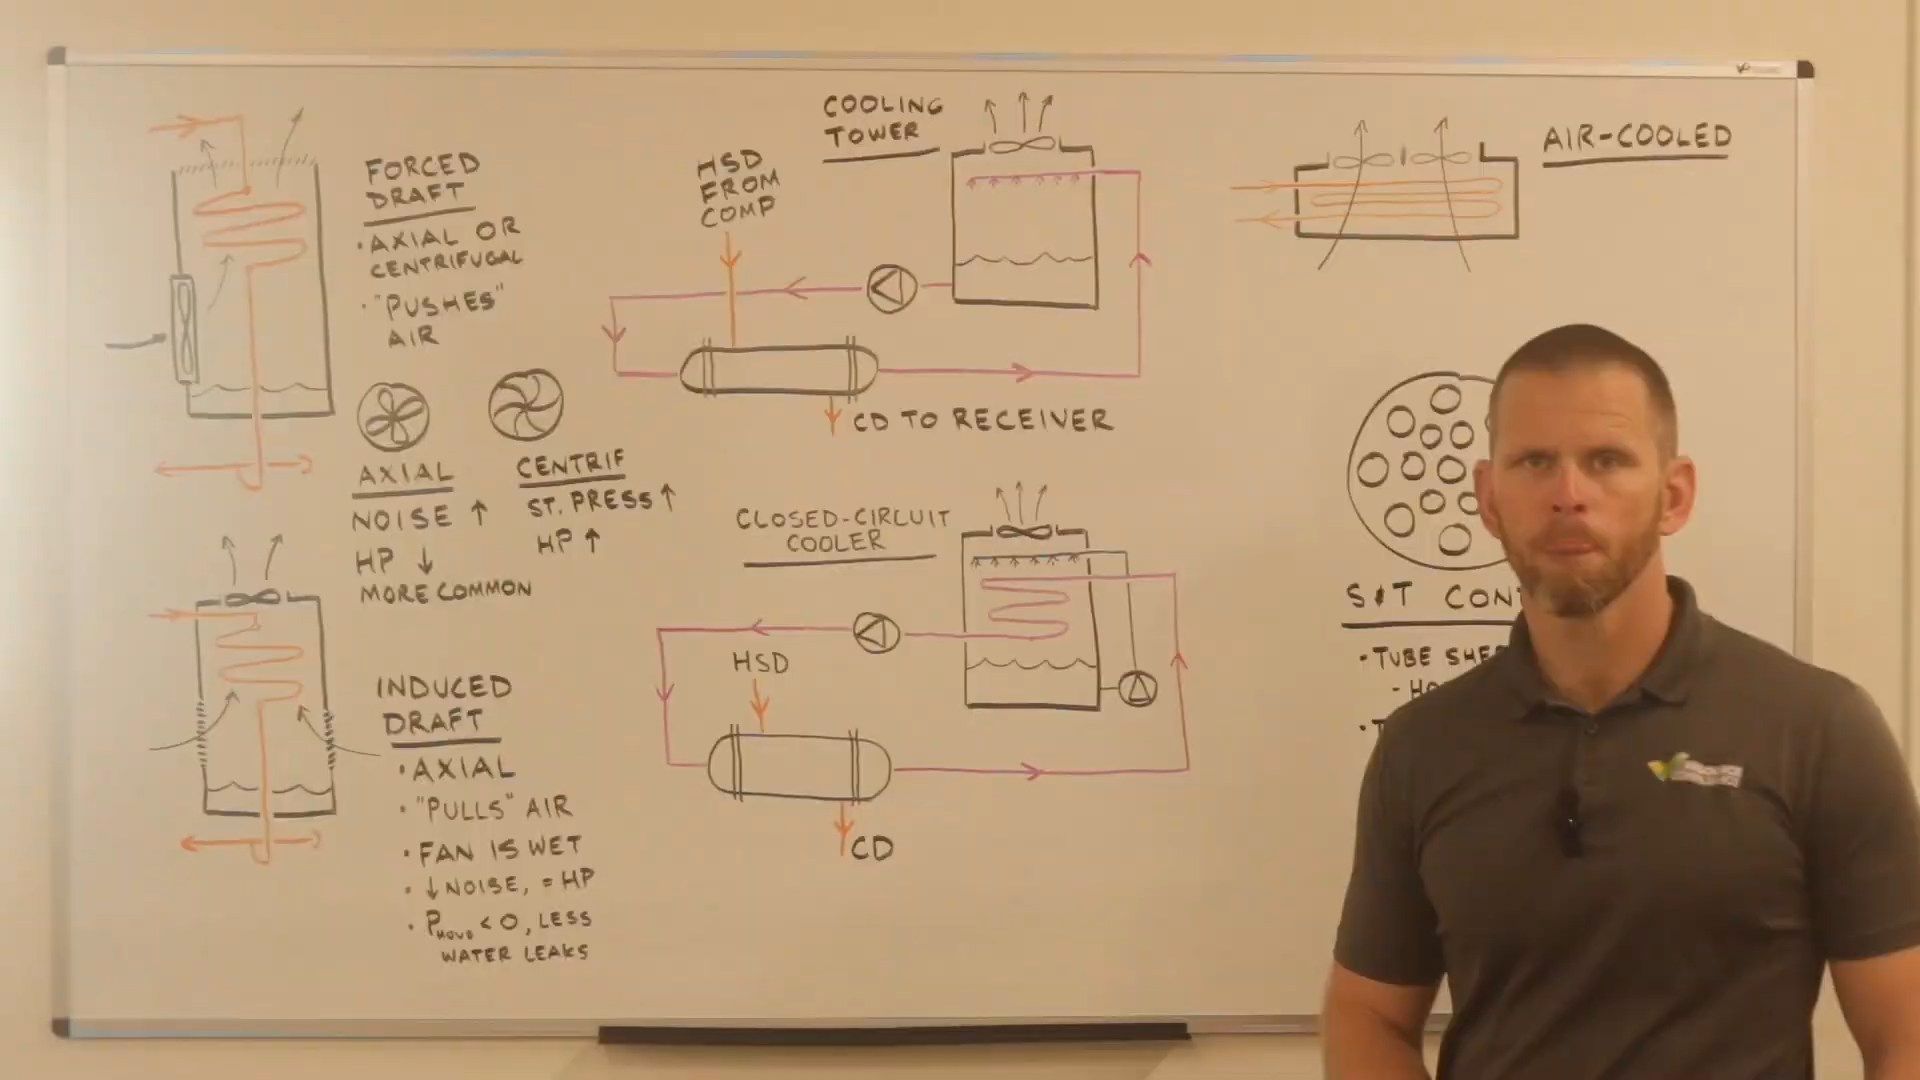 FORCED
DRAFT
• AXIAL OR
CENTRIFUGAL
• "PUSHES"
AIR
AXIAL
NOISE ↑
HP ↓
MORE COMMON
CENTRIF
ST. PRESS ↑
HP ↑
INDUCED
DRAFT
• AXIAL
• "PULLS" AIR
• FAN IS WET
• ↓ NOISE, = HP
• P < 0, LESS
WATER LEAKS
COOLING
TOWER
HSD
FROM
COMP
CD TO RECEIVER
CLOSED-CIRCUIT
COOLER
HSD
CD
AIR-COOLED
S&T CON
• TUBE SHE